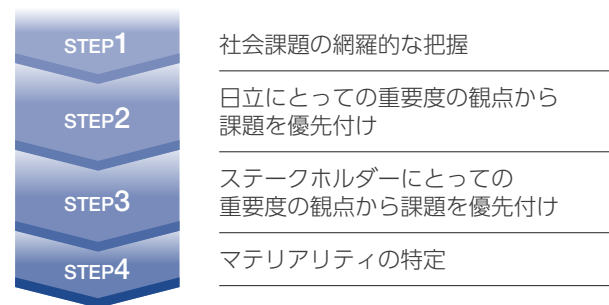 STEP1
社会課題の網羅的な把握
STEP2
日立にとっての重要度の観点から
課題を優先付け
STEP3
ステークホルダーにとっての
重要度の観点から課題を優先付け
STEP4
マテリアリティの特定